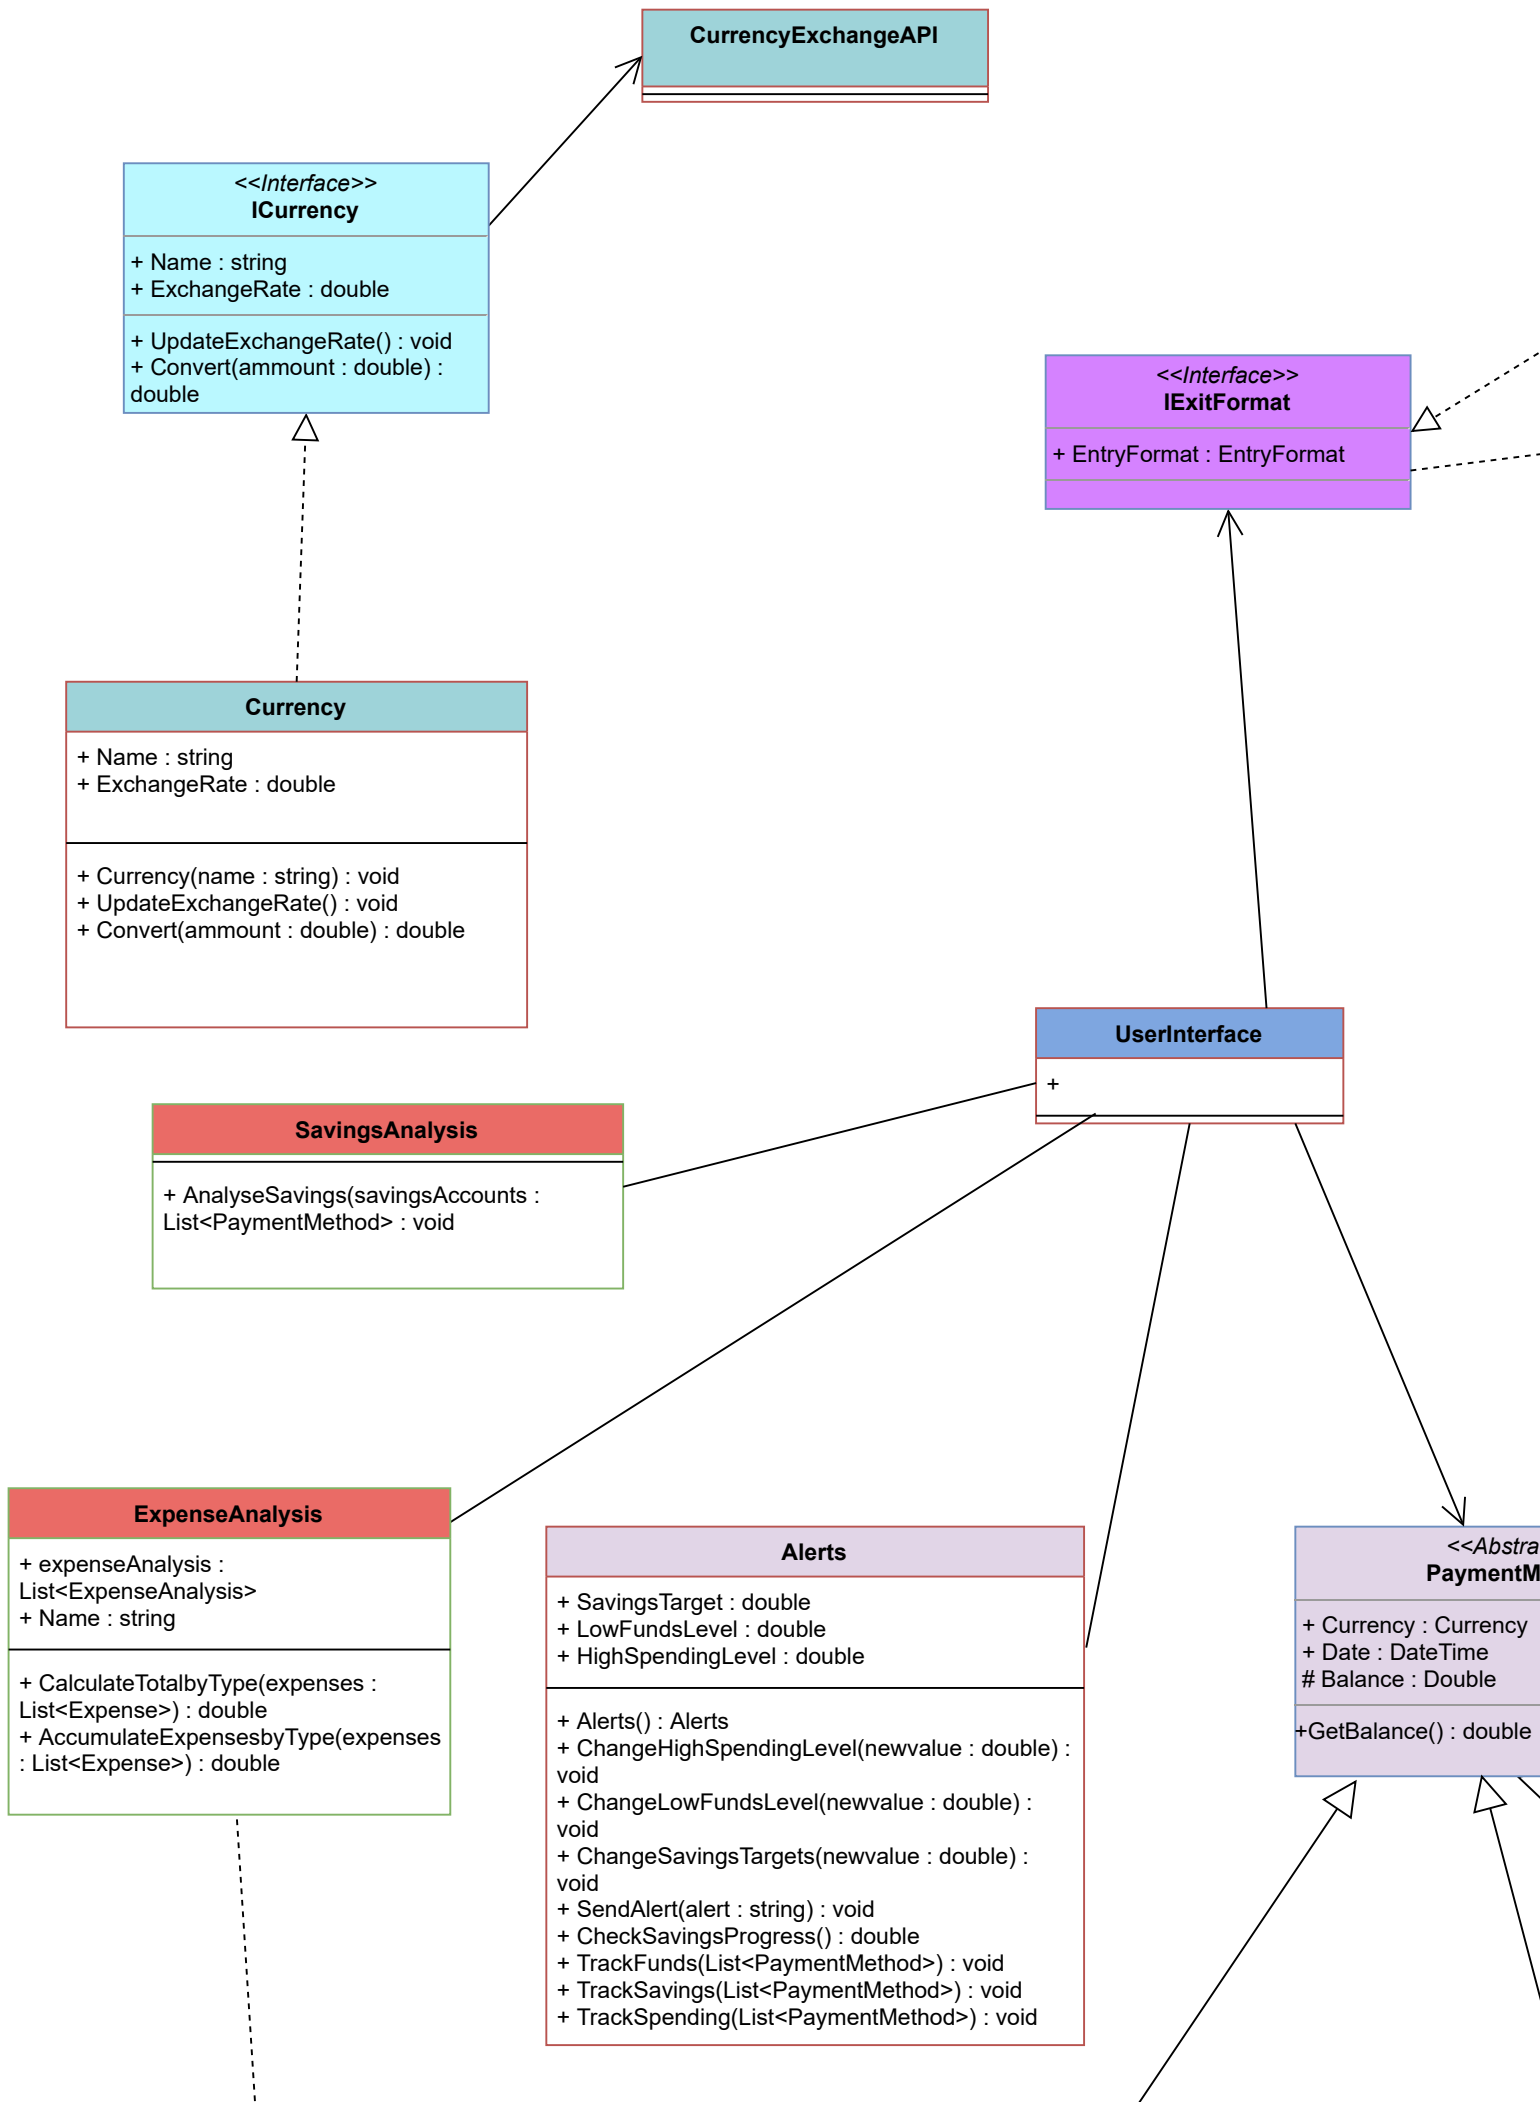 CurrencyExchangeAPI
<<Interface>>
ICurrency
+ Name : string
+ ExchangeRate : double
+ UpdateExchangeRate() : void
+ Convert(ammount : double) :
double
<<Interface>>
IExitFormat
+ EntryFormat : EntryFormat
Currency
+ Name : string
+ ExchangeRate : double
+ Currency(name : string) : void
+ UpdateExchangeRate() : void
+ Convert(ammount : double) : double
UserInterface
+
SavingsAnalysis
+ AnalyseSavings(savingsAccounts :
List<PaymentMethod> : void
ExpenseAnalysis
+ expenseAnalysis :
List<ExpenseAnalysis>
+ Name : string
+ CalculateTotalbyType(expenses :
List<Expense>) : double
+ AccumulateExpensesbyType(expenses
: List<Expense>) : double
Alerts
+ SavingsTarget : double
+ LowFundsLevel : double
+ HighSpendingLevel : double
+ Alerts() : Alerts
+ ChangeHighSpendingLevel(newvalue : double) :
void
+ ChangeLowFundsLevel(newvalue : double) :
void
+ ChangeSavingsTargets(newvalue : double) :
void
+ SendAlert(alert : string) : void
+ CheckSavingsProgress() : double
+ TrackFunds(List<PaymentMethod>) : void
+ TrackSavings(List<PaymentMethod>) : void
+ TrackSpending(List<PaymentMethod>) : void
<<Abstra
PaymentM
+ Currency : Currency
+ Date : DateTime
# Balance : Double
+GetBalance() : double